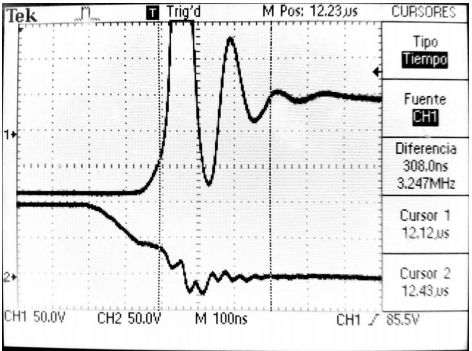 Tek
T Trig'd
M Pos: 12.23µs
CURSORES
Tipo
Tiempo
Fuente
CH1
Diferencia
308.0ns
3.247MHz
Cursor 1
12.12µs
Cursor 2
12.43µs
1
2
CH1 50.0V
CH2 50.0V
M 100ns
CH1
85.5V